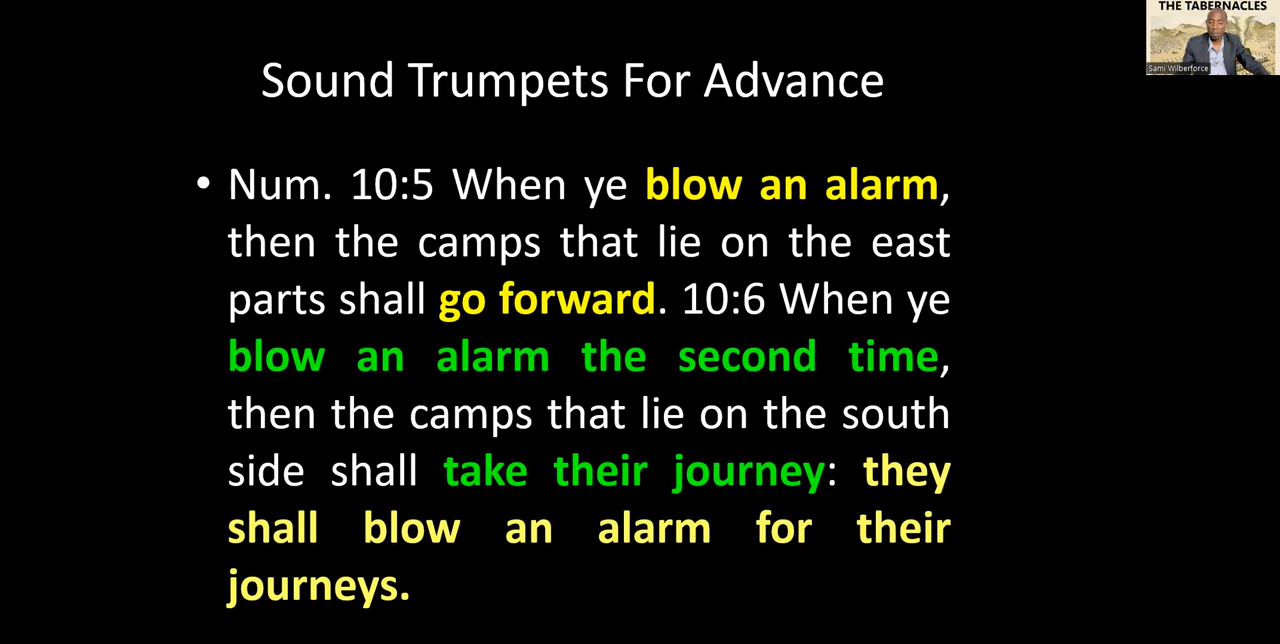 THE TABERNACLES
Sami Wilberforce
Sound Trumpets For Advance
• Num. 10:5 When ye blow an alarm,
then the camps that lie on the east
parts shall go forward. 10:6 When ye
blow an alarm the second time,
then the camps that lie on the south
side shall take their journey: they
shall blow an alarm for their
journeys.